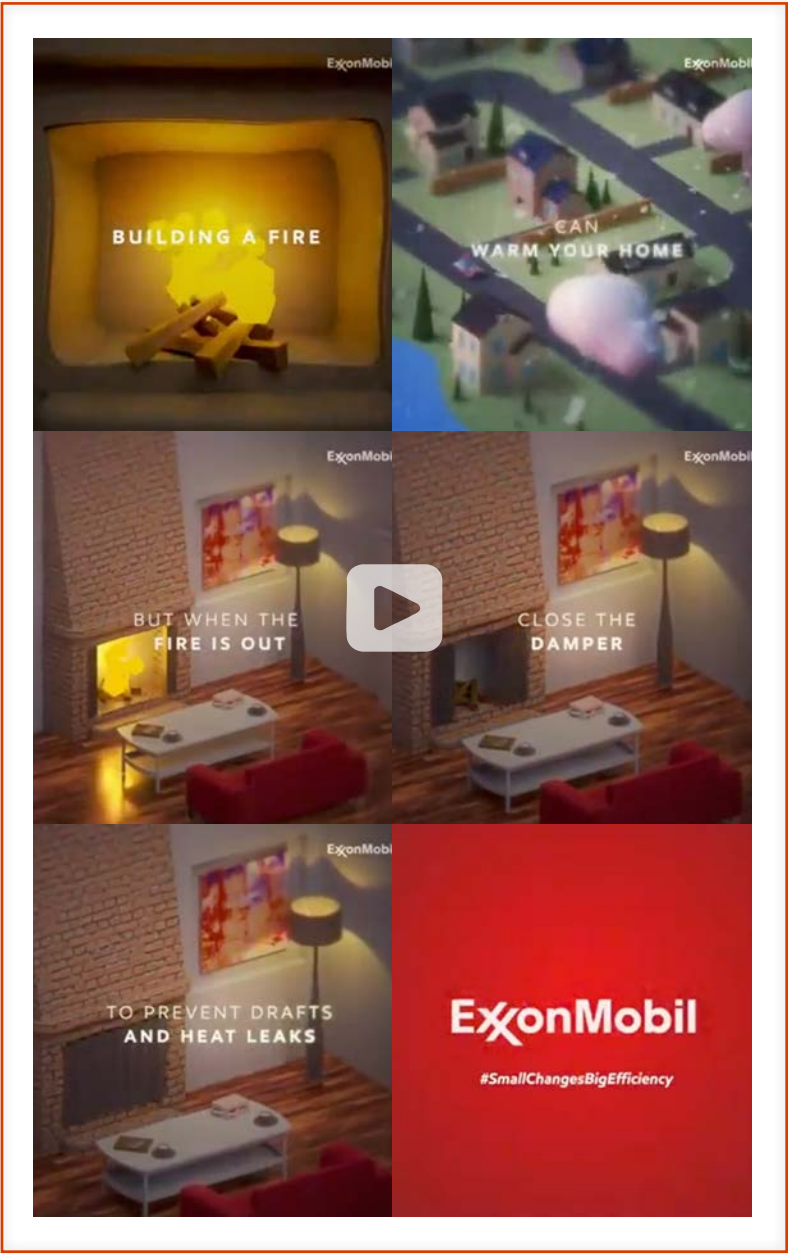 ExxonMobil
BUILDING A FIRE
ExxonMobil
CAN
WARM YOUR HOME
ExxonMobil
BUT WHEN THE
FIRE IS OUT
ExxonMobil
CLOSE THE
DAMPER
ExxonMobil
TO PREVENT DRAFTS
AND HEAT LEAKS
ExxonMobil
#SmallChangesBigEfficiency